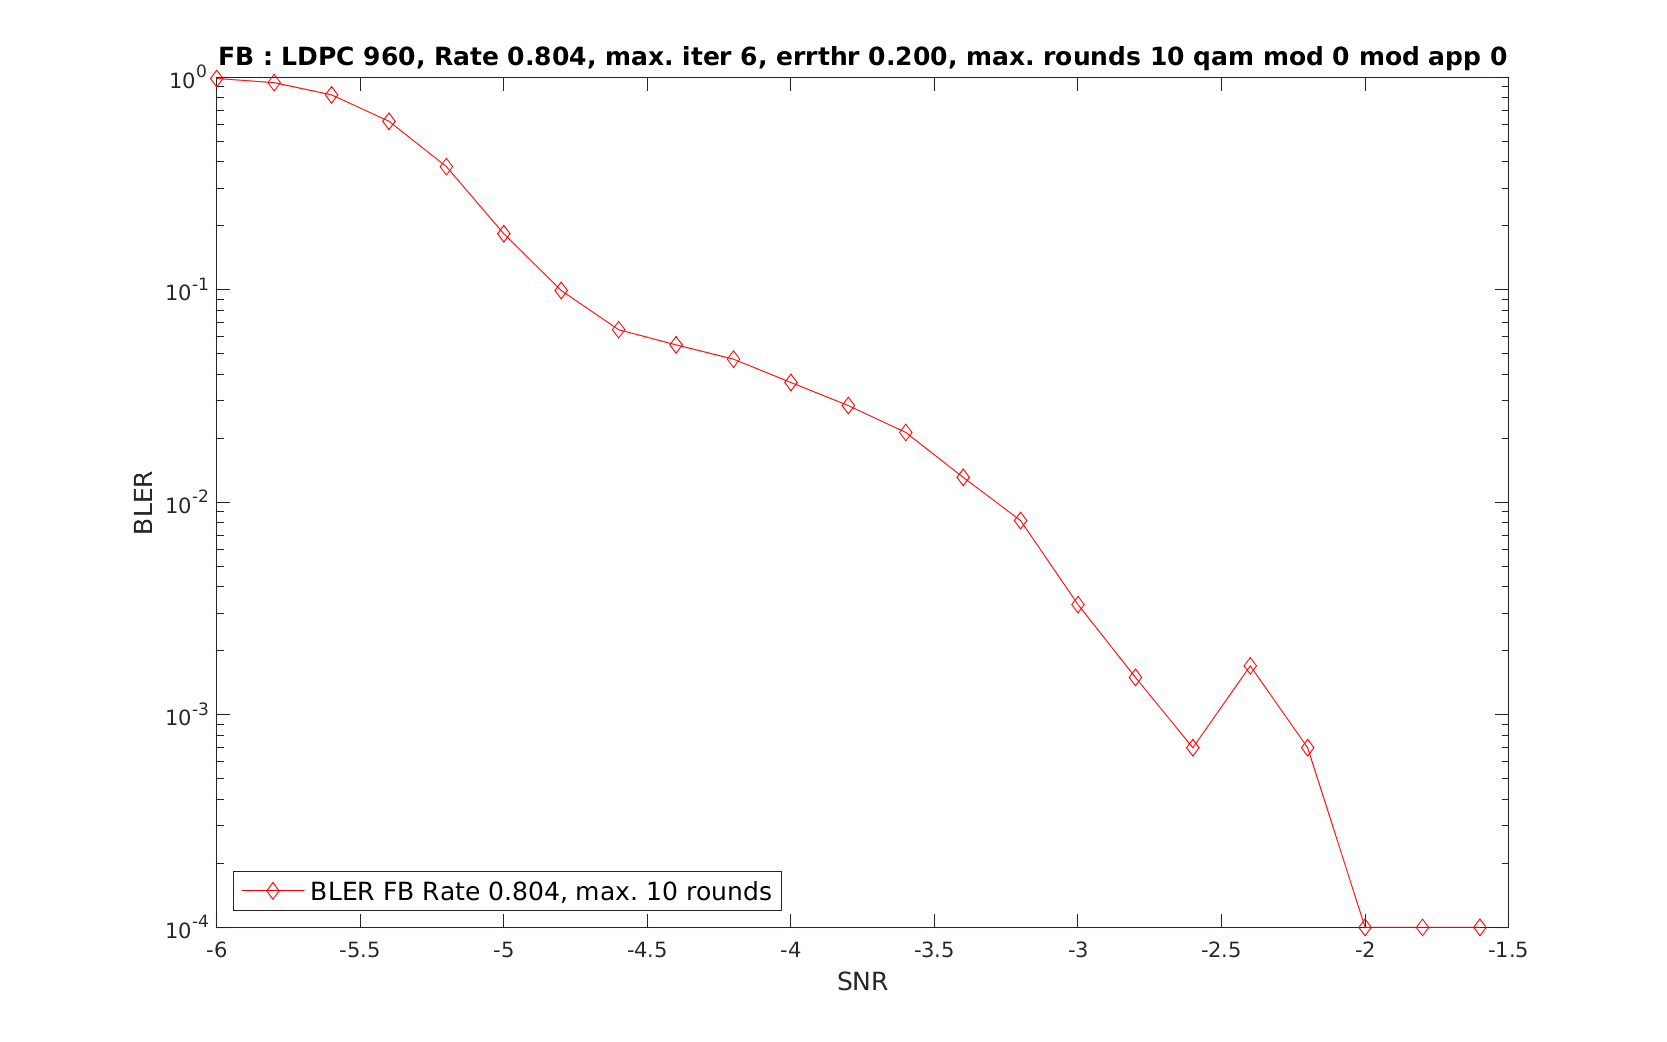 FB : LDPC 960, Rate 0.804, max. iter 6, errthr 0.200, max. rounds 10 qam mod 0 mod app 0
10^0
10^-1
10^-2
10^-3
10^-4
BLER
BLER FB Rate 0.804, max. 10 rounds
-6 -5.5 -5 -4.5 -4 -3.5 -3 -2.5 -2 -1.5
SNR